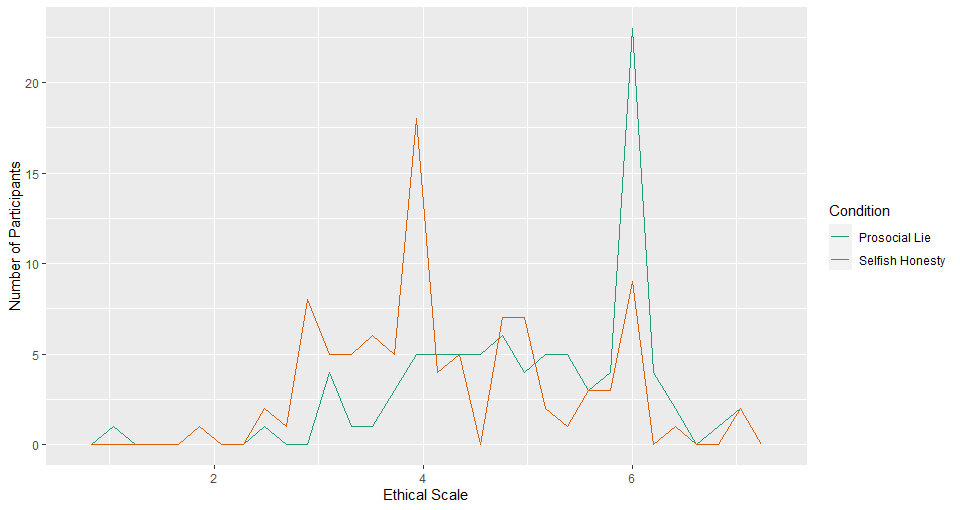 20
15
10
5
0
Number of Participants
2
4
6
Ethical Scale
Condition
Prosocial Lie
Selfish Honesty